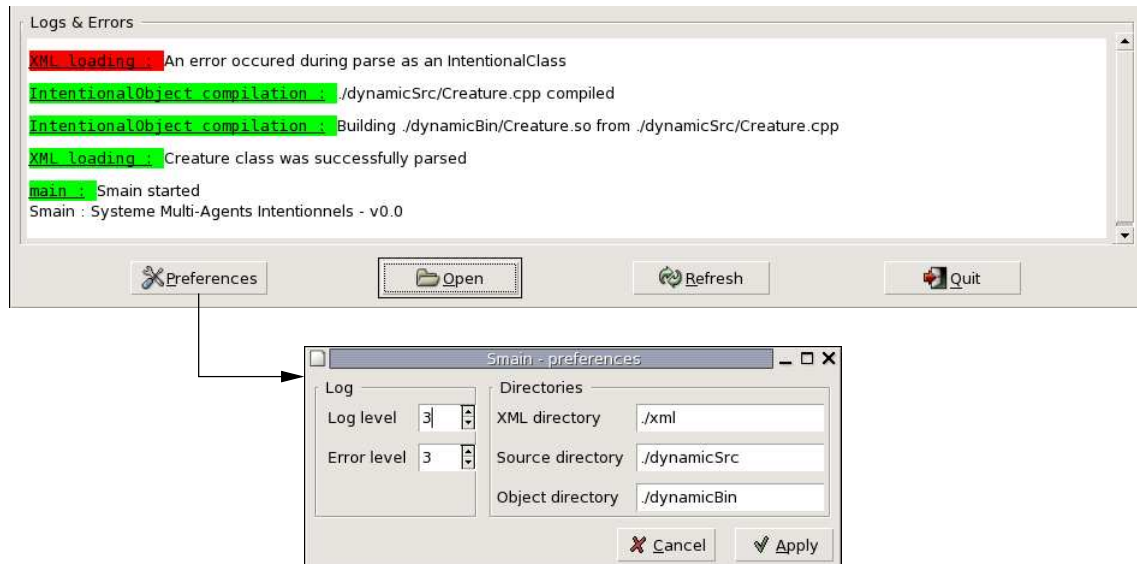 Logs & Errors
XML loading : An error occured during parse as an IntentionalClass
IntentionalObject compilation : ./dynamicSrc/Creature.cpp compiled
IntentionalObject compilation : Building ./dynamicBin/Creature.so from ./dynamicSrc/Creature.cpp
XML loading : Creature class was successfully parsed
main : Smain started
Smain : Systeme Multi-Agents Intentionnels - v0.0
Preferences Open Refresh Quit
Smain - preferences
Log Directories
Log level 3 XML directory ./xml
Error level 3 Source directory ./dynamicSrc
Object directory ./dynamicBin
Cancel Apply